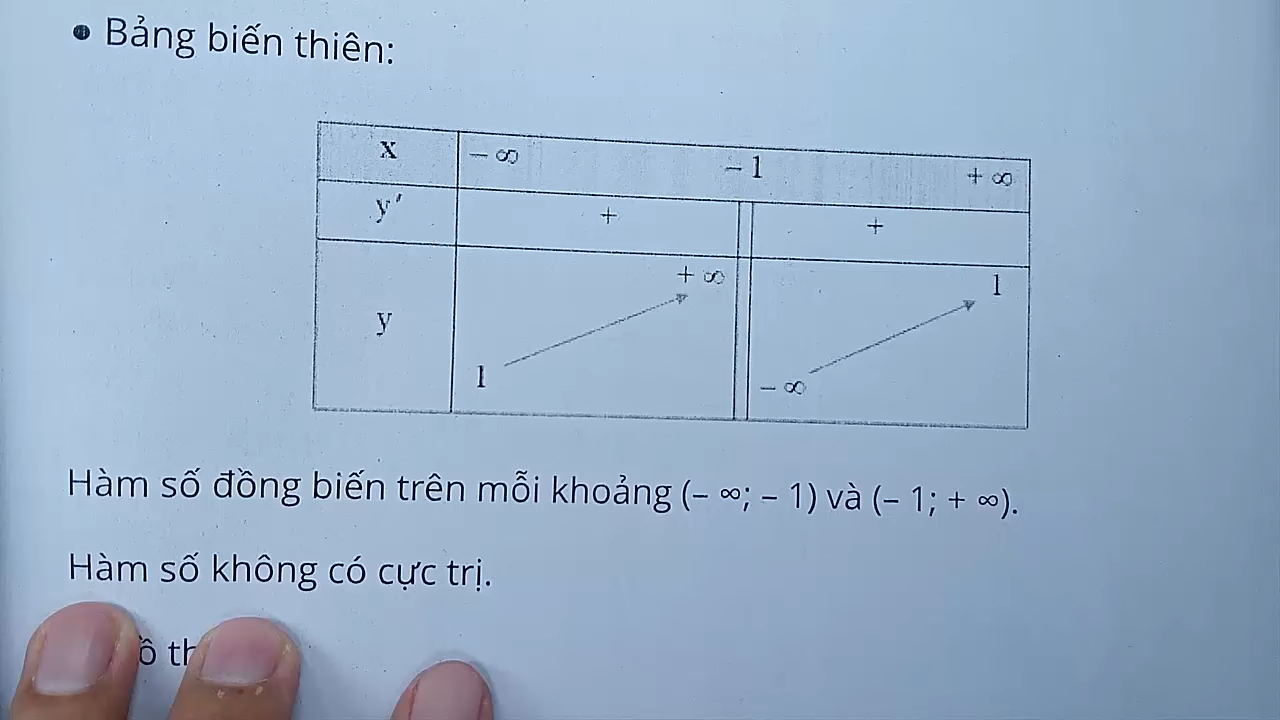 Bảng biến thiên:
x − ∞ − 1 + ∞
y′ + +
+ ∞ 1
y
1 − ∞
Hàm số đồng biến trên mỗi khoảng (– ∞; – 1) và (– 1; + ∞).
Hàm số không có cực trị.